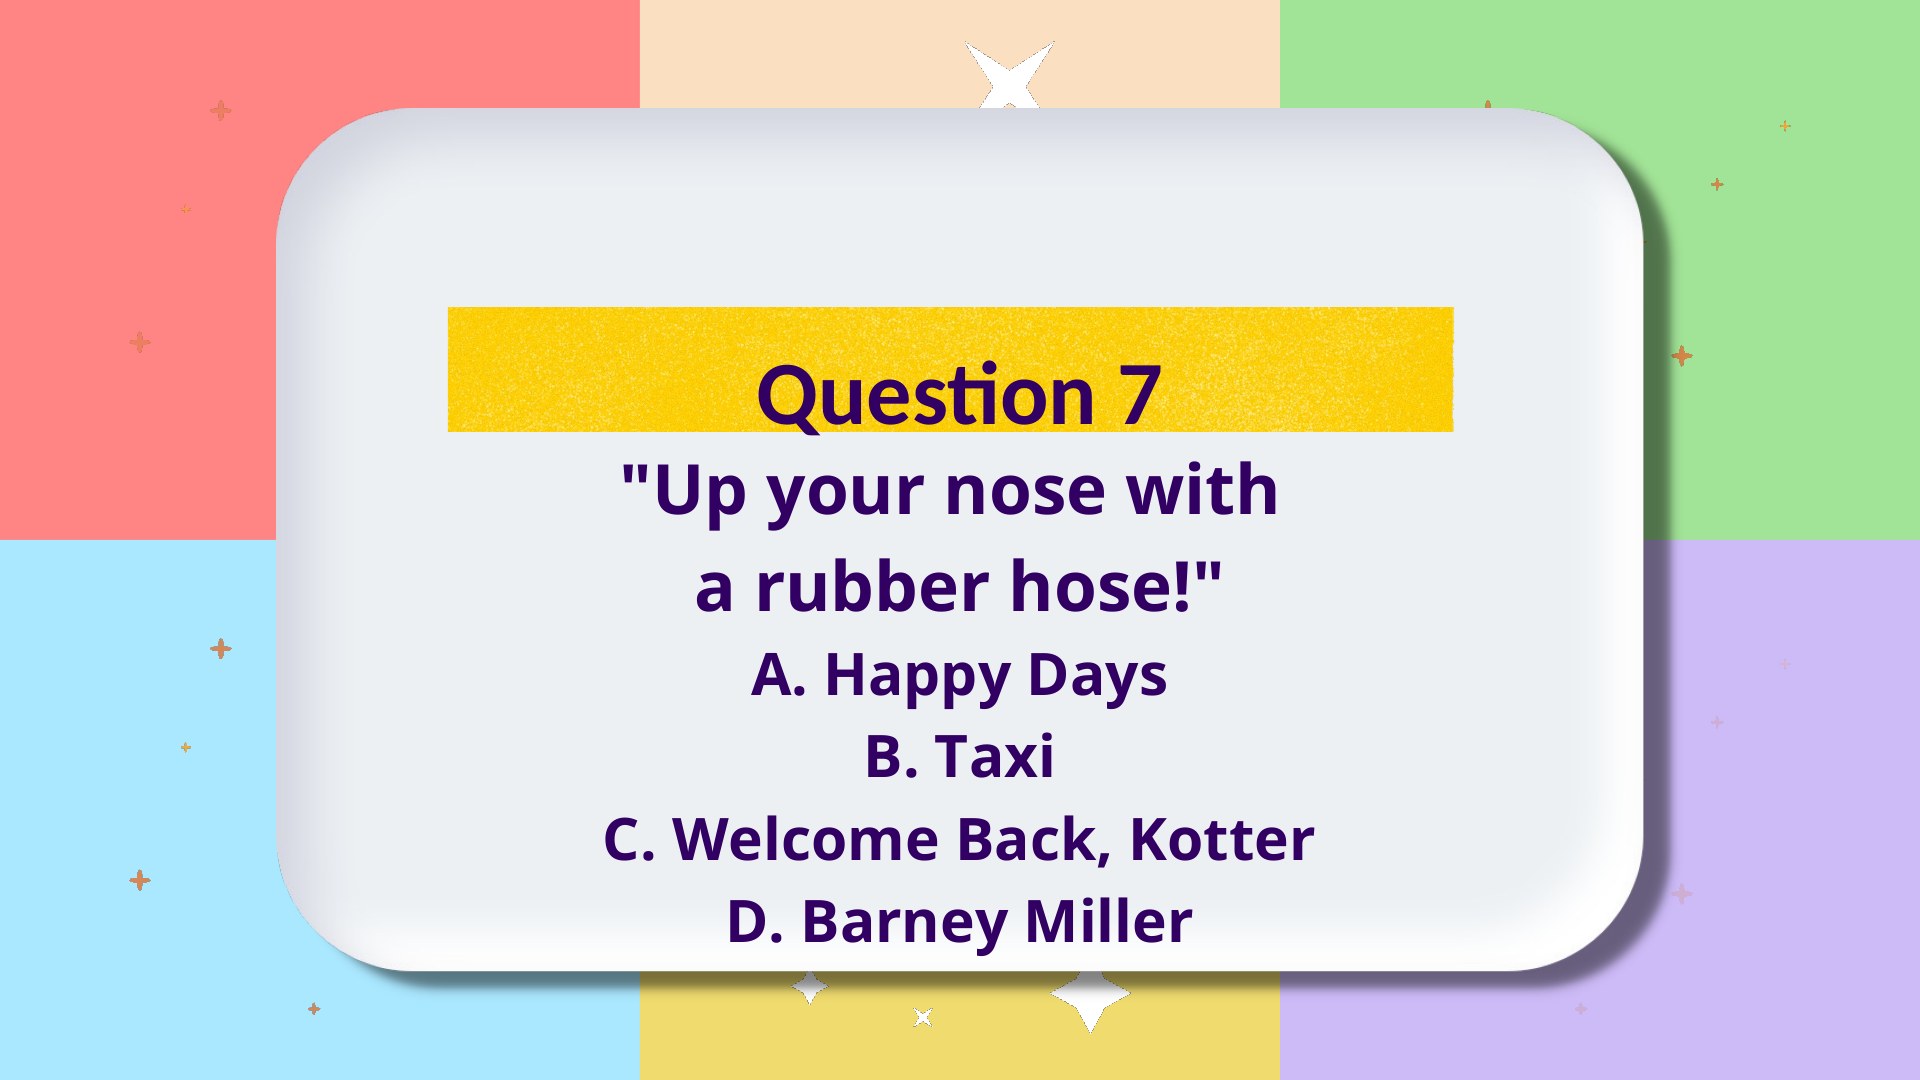 Question 7
"Up your nose with
a rubber hose!"
A. Happy Days
B. Taxi
C. Welcome Back, Kotter
D. Barney Miller